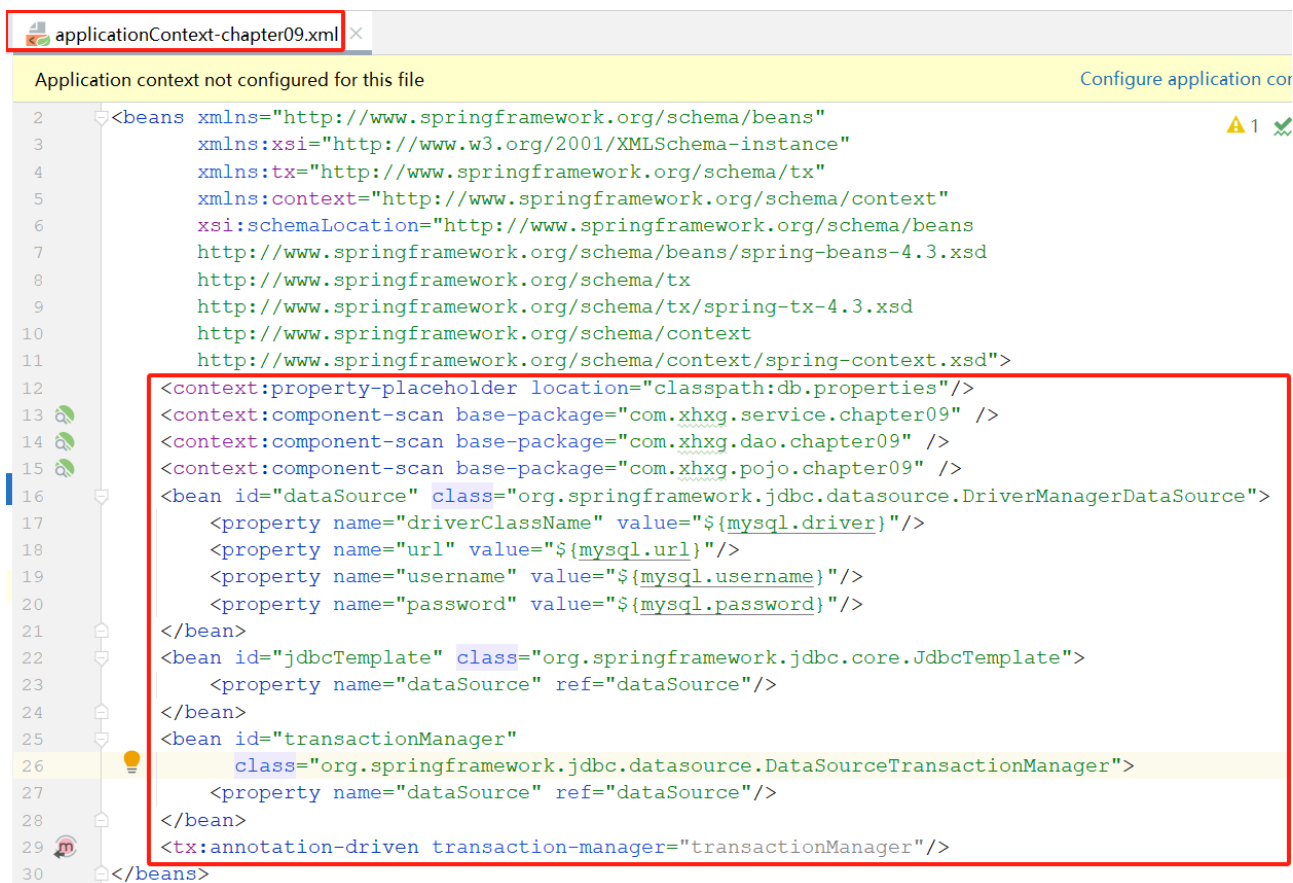 applicationContext-chapter09.xml
Application context not configured for this file Configure application cor
1
2 <beans xmlns="http://www.springframework.org/schema/beans"
3 xmlns:xsi="http://www.w3.org/2001/XMLSchema-instance"
4 xmlns:tx="http://www.springframework.org/schema/tx"
5 xmlns:context="http://www.springframework.org/schema/context"
6 xsi:schemaLocation="http://www.springframework.org/schema/beans
7 http://www.springframework.org/schema/beans/spring-beans-4.3.xsd
8 http://www.springframework.org/schema/tx
9 http://www.springframework.org/schema/tx/spring-tx-4.3.xsd
10 http://www.springframework.org/schema/context
11 http://www.springframework.org/schema/context/spring-context.xsd">
12 <context:property-placeholder location="classpath:db.properties"/>
13 <context:component-scan base-package="com.xhxg.service.chapter09" />
14 <context:component-scan base-package="com.xhxg.dao.chapter09" />
15 <context:component-scan base-package="com.xhxg.pojo.chapter09" />
16 <bean id="dataSource" class="org.springframework.jdbc.datasource.DriverManagerDataSource">
17 <property name="driverClassName" value="${mysql.driver}"/>
18 <property name="url" value="${mysql.url}"/>
19 <property name="username" value="${mysql.username}"/>
20 <property name="password" value="${mysql.password}"/>
21 </bean>
22 <bean id="jdbcTemplate" class="org.springframework.jdbc.core.JdbcTemplate">
23 <property name="dataSource" ref="dataSource"/>
24 </bean>
25 <bean id="transactionManager"
26 class="org.springframework.jdbc.datasource.DataSourceTransactionManager">
27 <property name="dataSource" ref="dataSource"/>
28 </bean>
29 <tx:annotation-driven transaction-manager="transactionManager"/>
30 </beans>